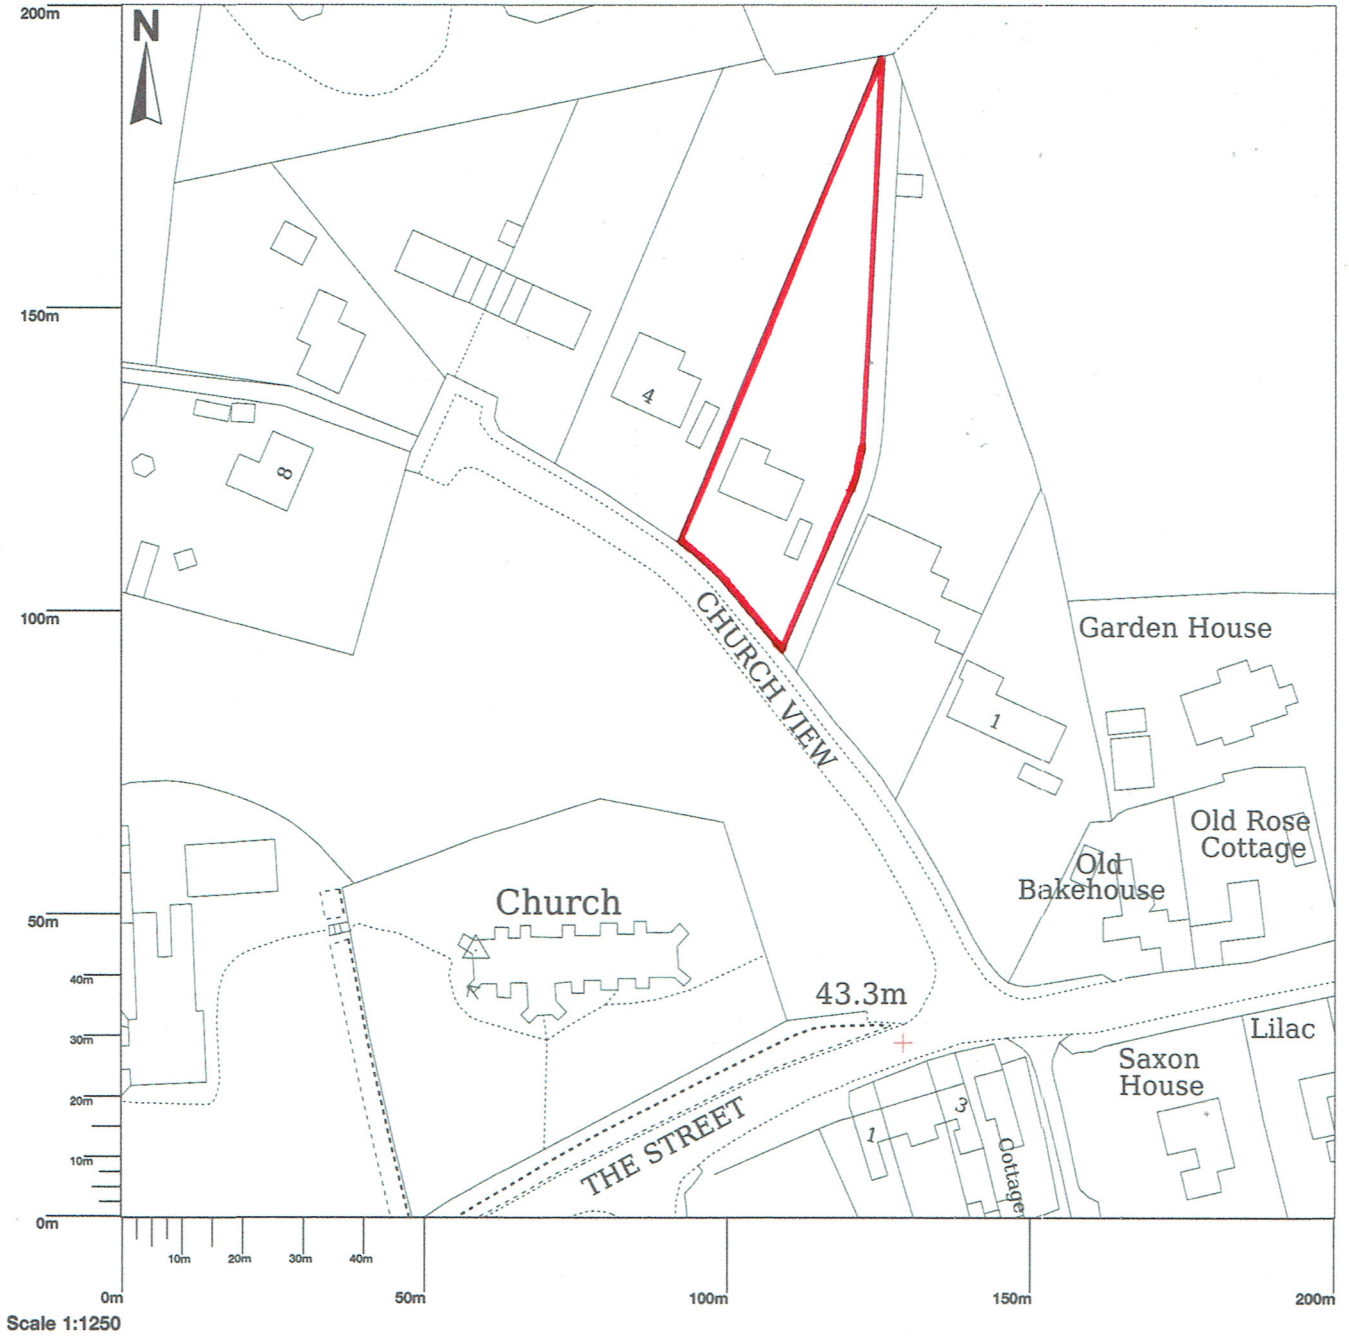 200m
N
150m
4
8
100m
CHURCH VIEW
Garden House
1
Old Rose
Cottage
Old
Bakehouse
Church
50m
40m
43.3m
30m
Lilac
Saxon
House
20m
THE STREET
3
1
Cottage
10m
0m
10m
20m
30m
40m
0m
50m
100m
150m
200m
Scale 1:1250